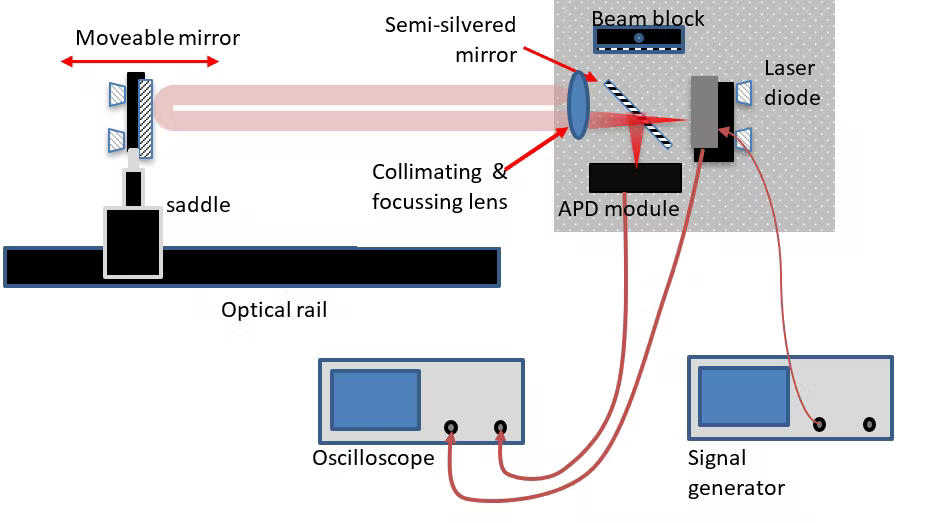 Moveable mirror
Semi-silvered
mirror
Beam block
Laser
diode
Collimating &
focussing lens
APD module
saddle
Optical rail
Oscilloscope
Signal
generator